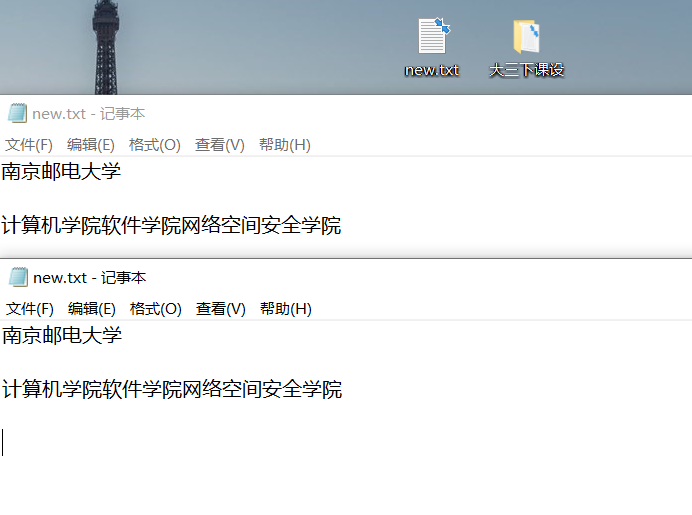 new.txt
大三下课设
new.txt - 记事本
文件(F) 编辑(E) 格式(O) 查看(V) 帮助(H)
南京邮电大学
计算机学院软件学院网络空间安全学院
new.txt - 记事本
文件(F) 编辑(E) 格式(O) 查看(V) 帮助(H)
南京邮电大学
计算机学院软件学院网络空间安全学院